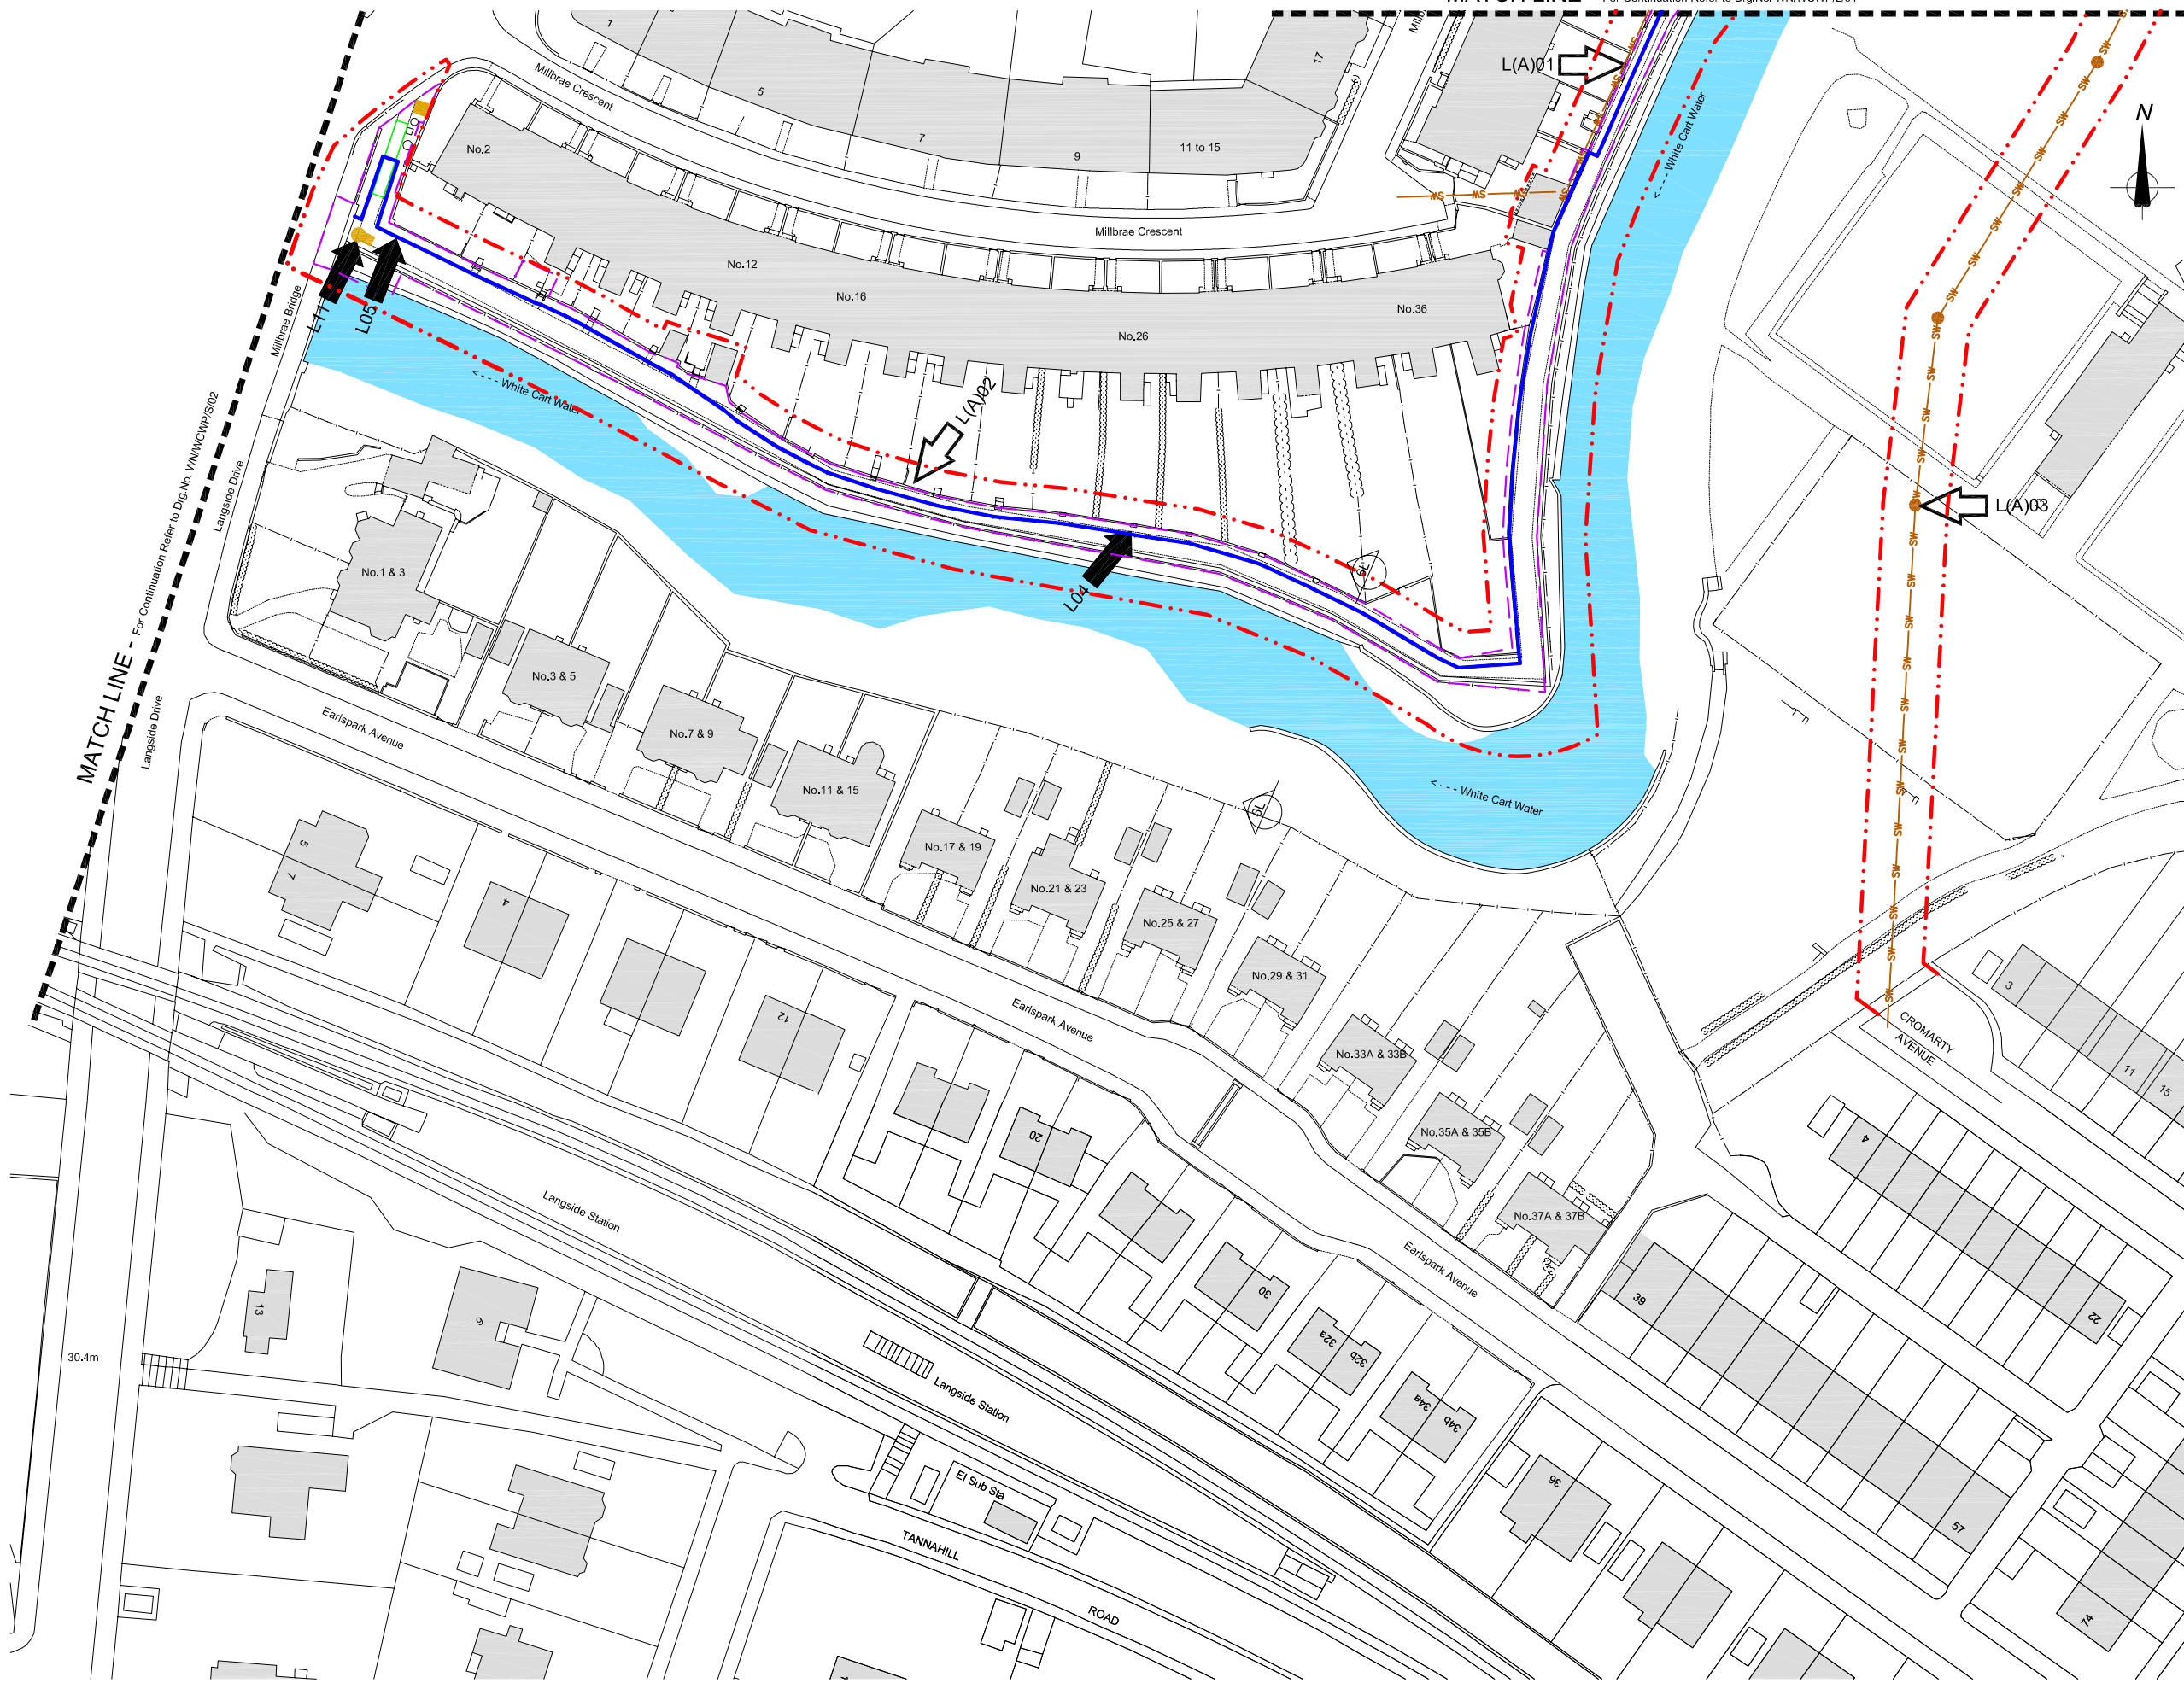 1
5
7
9
11 to 15
17
Millbrae Crescent
L(A)01
<---- White Cart Water
N
No.2
Millbrae Crescent
No.12
No.16
No.26
No.36
L11
L05
Millbrae Bridge
<---- White Cart Water
L(A)02
L(A)03
L04
79
MATCH LINE - For Continuation Refer to Drg.No. WN/WCWP/S/02
Langside Drive
Langside Drive
No.1 & 3
No.3 & 5
No.7 & 9
No.11 & 15
No.17 & 19
No.21 & 23
No.25 & 27
No.29 & 31
No.33A & 33B
No.35A & 35B
No.37A & 37B
79
<---- White Cart Water
Earlspark Avenue
Earlspark Avenue
Earlspark Avenue
SW
5
7
4
12
20
30
32a
32b
34a
34b
36
39
57
74
3
11
15
4
22
CROMARTY
AVENUE
Langside Station
Langside Station
13
30.4m
El Sub Sta
TANNAHILL
ROAD